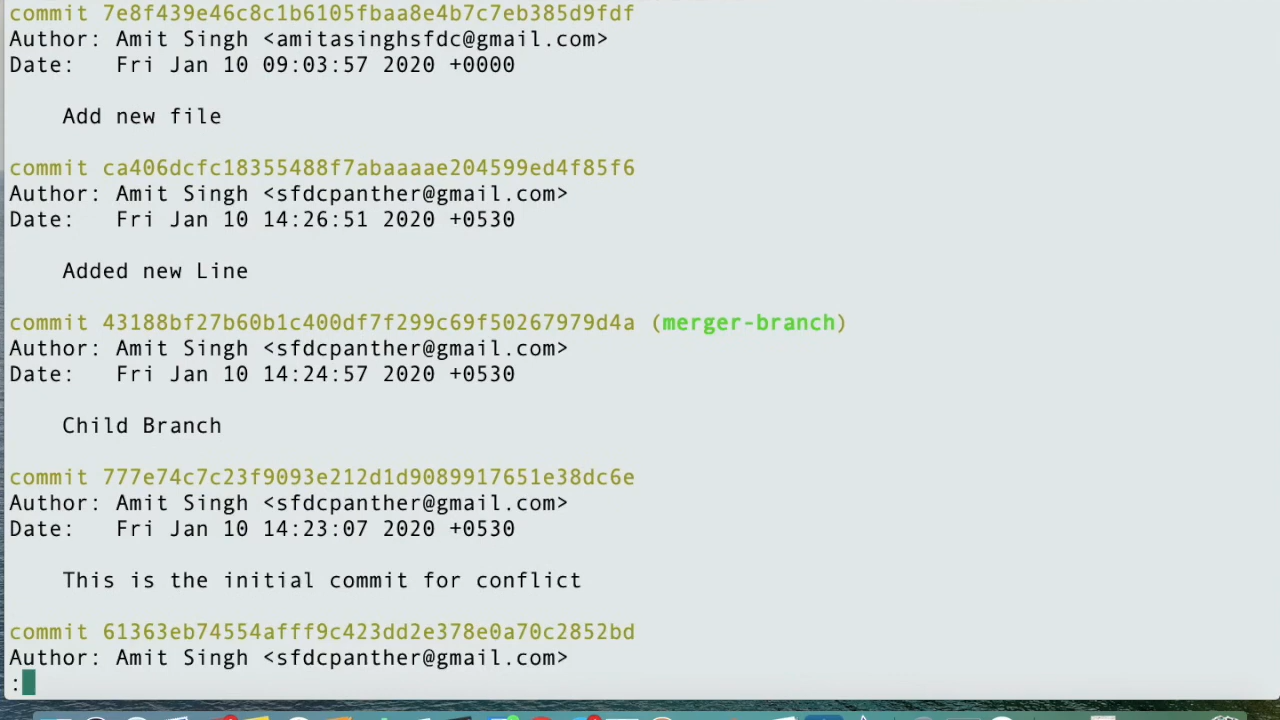 commit 7e8f439e46c8c1b6105fbaa8e4b7c7eb385d9fdf
Author: Amit Singh <amitasinghsfdc@gmail.com>
Date:   Fri Jan 10 09:03:57 2020 +0000
Add new file
commit ca406dcfc18355488f7abaaaae204599ed4f85f6
Author: Amit Singh <sfdcpanther@gmail.com>
Date:   Fri Jan 10 14:26:51 2020 +0530
Added new Line
commit 43188bf27b60b1c400df7f299c69f50267979d4a (merger-branch)
Author: Amit Singh <sfdcpanther@gmail.com>
Date:   Fri Jan 10 14:24:57 2020 +0530
Child Branch
commit 777e74c7c23f9093e212d1d9089917651e38dc6e
Author: Amit Singh <sfdcpanther@gmail.com>
Date:   Fri Jan 10 14:23:07 2020 +0530
This is the initial commit for conflict
commit 61363eb74554afff9c423dd2e378e0a70c2852bd
Author: Amit Singh <sfdcpanther@gmail.com>
: